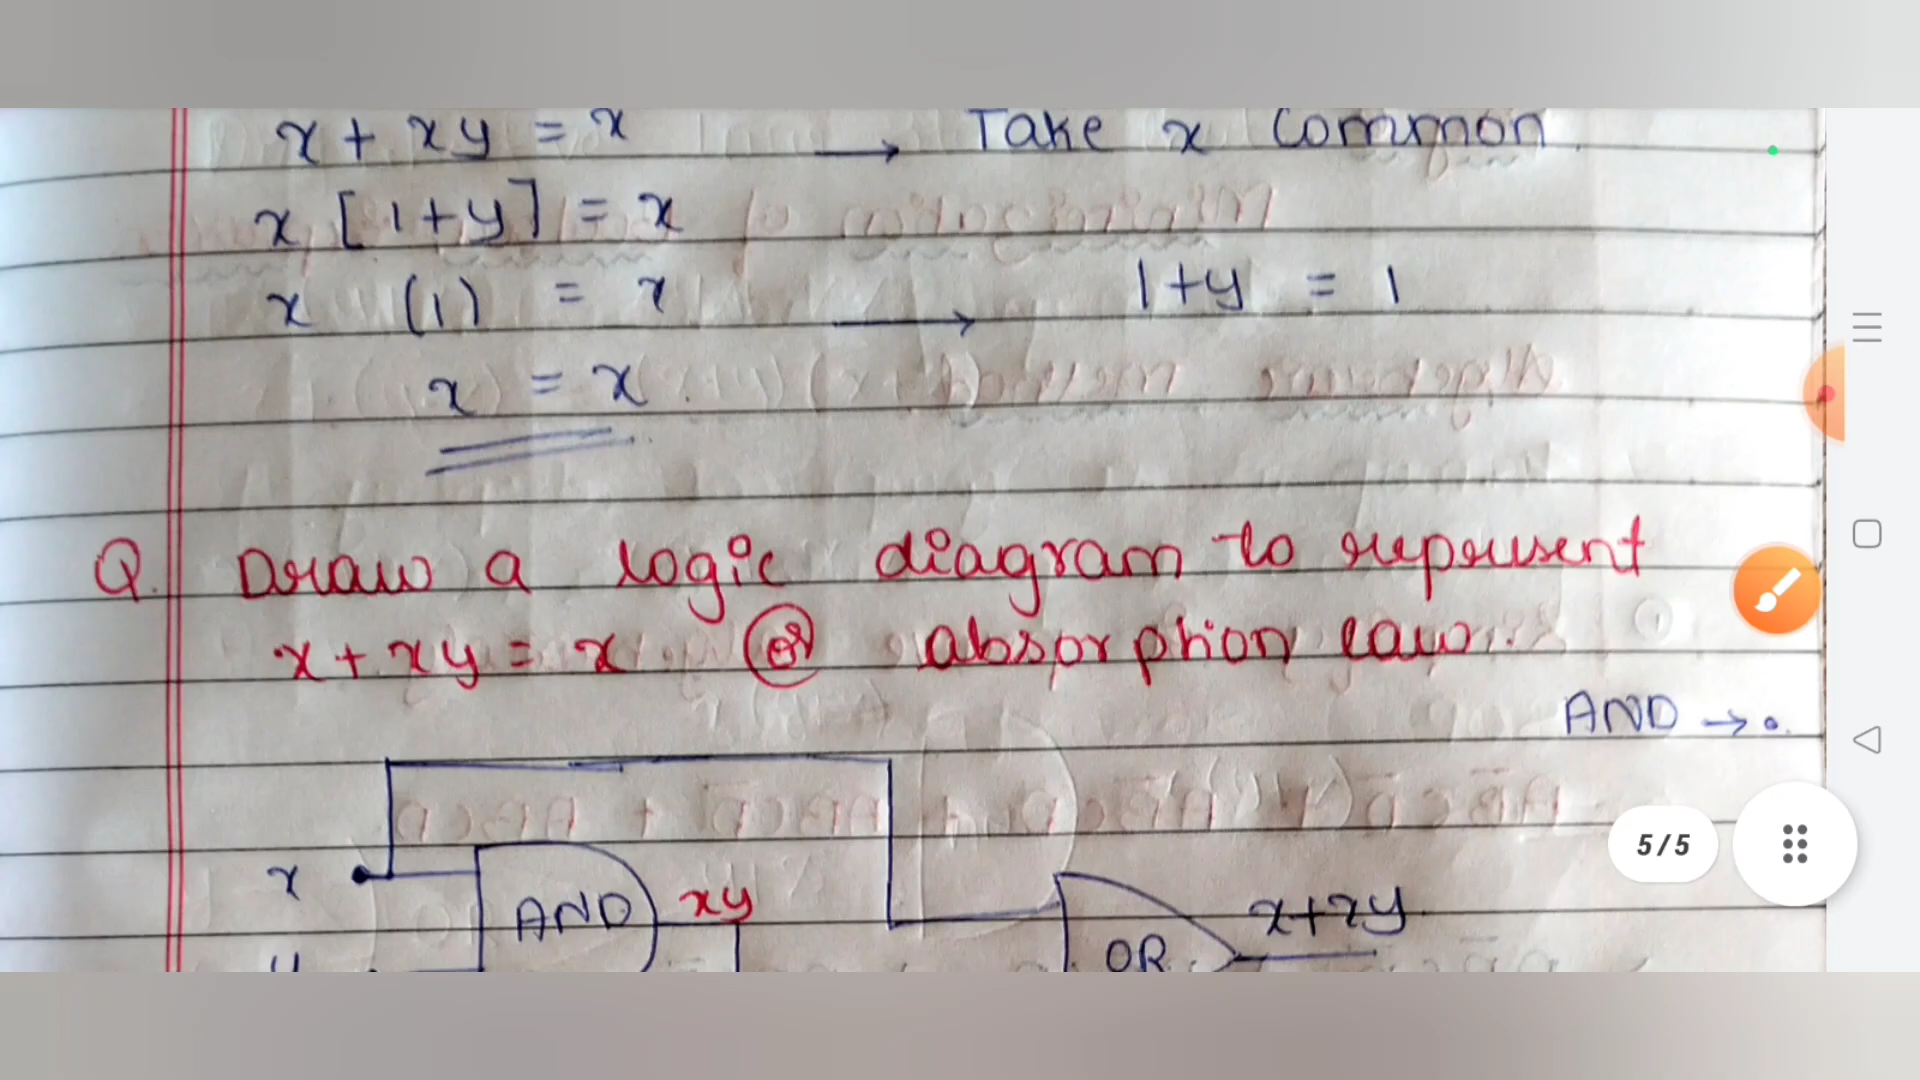 x + xy = x → Take x common
x [1+y] = x
x (1) = x → 1+y = 1
x = x
Q. Draw a logic diagram to represent
x + xy = x. or absorption law.
AND → •
5/5
x AND xy x+xy
y OR